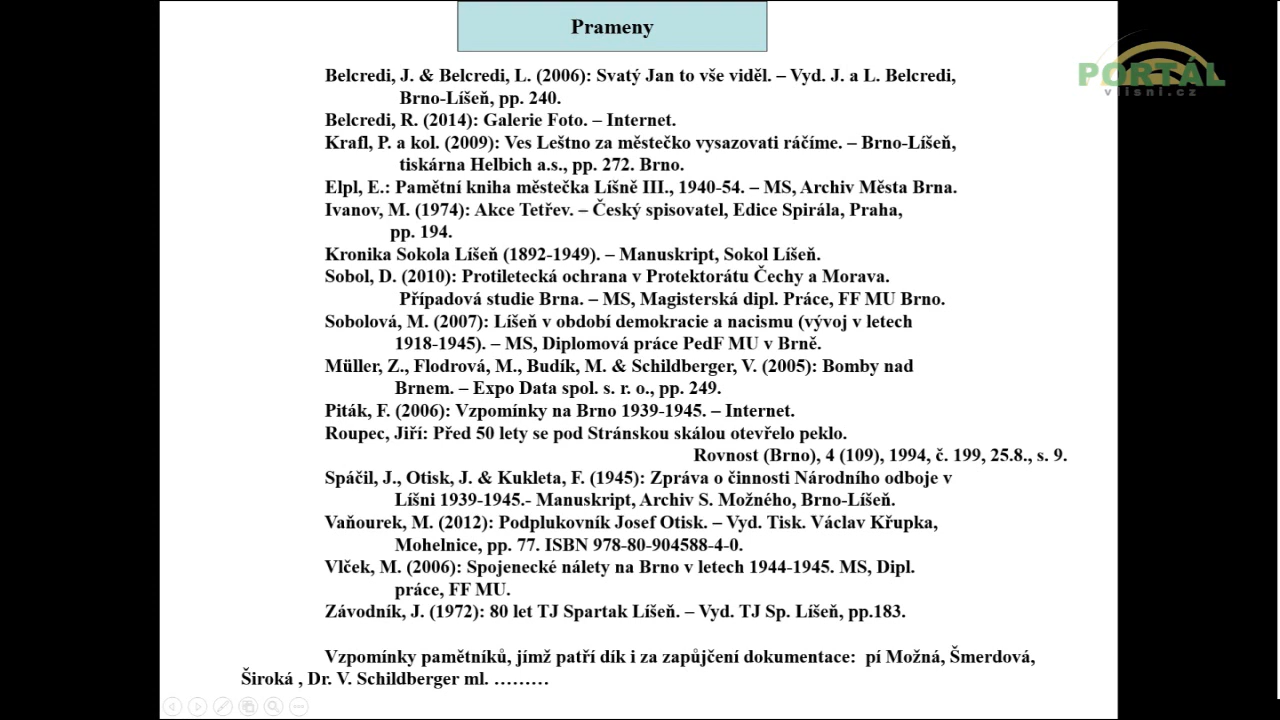 Prameny
PORTÁL
vlisni.cz
Belcredi, J. & Belcredi, L. (2006): Svatý Jan to vše viděl. – Vyd. J. a L. Belcredi,
Brno-Líšeň, pp. 240.
Belcredi, R. (2014): Galerie Foto. – Internet.
Krafl, P. a kol. (2009): Ves Leštno za městečko vysazovati ráčíme. – Brno-Líšeň,
tiskárna Helbich a.s., pp. 272. Brno.
Elpl, E.: Pamětní kniha městečka Líšně III., 1940-54. – MS, Archiv Města Brna.
Ivanov, M. (1974): Akce Tetřev. – Český spisovatel, Edice Spirála, Praha,
pp. 194.
Kronika Sokola Líšeň (1892-1949). – Manuskript, Sokol Líšeň.
Sobol, D. (2010): Protiletecká ochrana v Protektorátu Čechy a Morava.
Případová studie Brna. – MS, Magisterská dipl. Práce, FF MU Brno.
Sobolová, M. (2007): Líšeň v období demokracie a nacismu (vývoj v letech
1918-1945). – MS, Diplomová práce PedF MU v Brně.
Müller, Z., Flodrová, M., Budík, M. & Schildberger, V. (2005): Bomby nad
Brnem. – Expo Data spol. s. r. o., pp. 249.
Piták, F. (2006): Vzpomínky na Brno 1939-1945. – Internet.
Roupec, Jiří: Před 50 lety se pod Stránskou skálou otevřelo peklo.
Rovnost (Brno), 4 (109), 1994, č. 199, 25.8., s. 9.
Spáčil, J., Otisk, J. & Kukleta, F. (1945): Zpráva o činnosti Národního odboje v
Líšni 1939-1945.- Manuskript, Archiv S. Možného, Brno-Líšeň.
Vaňourek, M. (2012): Podplukovník Josef Otisk. – Vyd. Tisk. Václav Křupka,
Mohelnice, pp. 77. ISBN 978-80-904588-4-0.
Vlček, M. (2006): Spojenecké nálety na Brno v letech 1944-1945. MS, Dipl.
práce, FF MU.
Závodník, J. (1972): 80 let TJ Spartak Líšeň. – Vyd. TJ Sp. Líšeň, pp.183.
Vzpomínky pamětníků, jímž patří dík i za zapůjčení dokumentace: pí Možná, Šmerdová,
Široká , Dr. V. Schildberger ml. ………